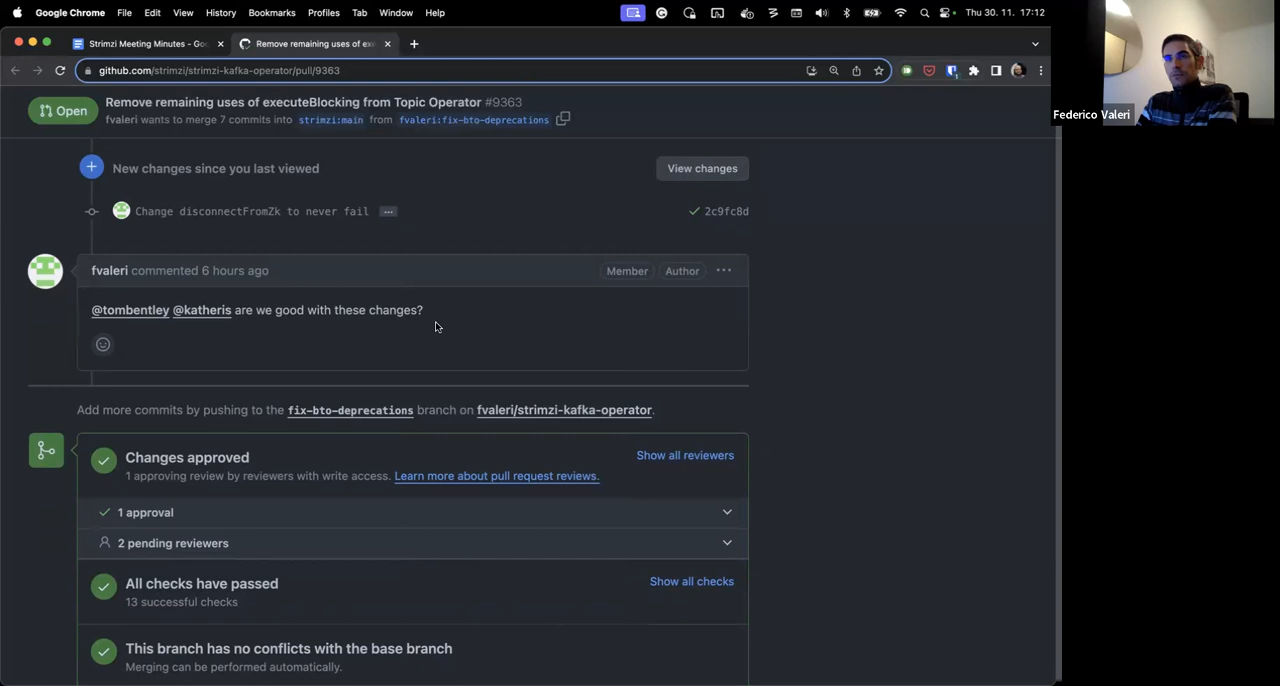 Google Chrome File Edit View History Bookmarks Profiles Tab Window Help Thu 30. 11. 17:12
Strimzi Meeting Minutes - Go
Remove remaining uses of exe
github.com/strimzi/strimzi-kafka-operator/pull/9363
Federico Valeri
Open
Remove remaining uses of executeBlocking from Topic Operator #9363
fvaleri wants to merge 7 commits into strimzi:main from fvaleri:fix-bto-deprecations
New changes since you last viewed
View changes
Change disconnectFromZk to never fail ...
2c9fc8d
fvaleri commented 6 hours ago
Member Author ...
@tombentley @katheris are we good with these changes?
Add more commits by pushing to the fix-bto-deprecations branch on fvaleri/strimzi-kafka-operator.
Changes approved
Show all reviewers
1 approving review by reviewers with write access. Learn more about pull request reviews.
1 approval
2 pending reviewers
All checks have passed
Show all checks
13 successful checks
This branch has no conflicts with the base branch
Merging can be performed automatically.